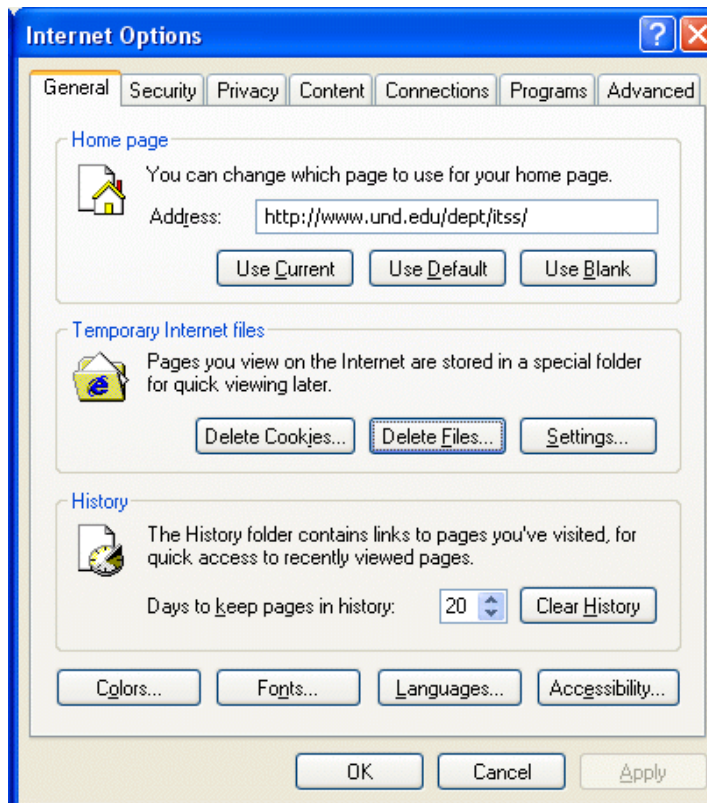 Internet Options
General Security Privacy Content Connections Programs Advanced
Home page
You can change which page to use for your home page.
Address: http://www.und.edu/dept/itss/
Use Current Use Default Use Blank
Temporary Internet files
Pages you view on the Internet are stored in a special folder
for quick viewing later.
Delete Cookies... Delete Files... Settings...
History
The History folder contains links to pages you've visited, for
quick access to recently viewed pages.
Days to keep pages in history: 20 Clear History
Colors... Fonts... Languages... Accessibility...
OK Cancel Apply